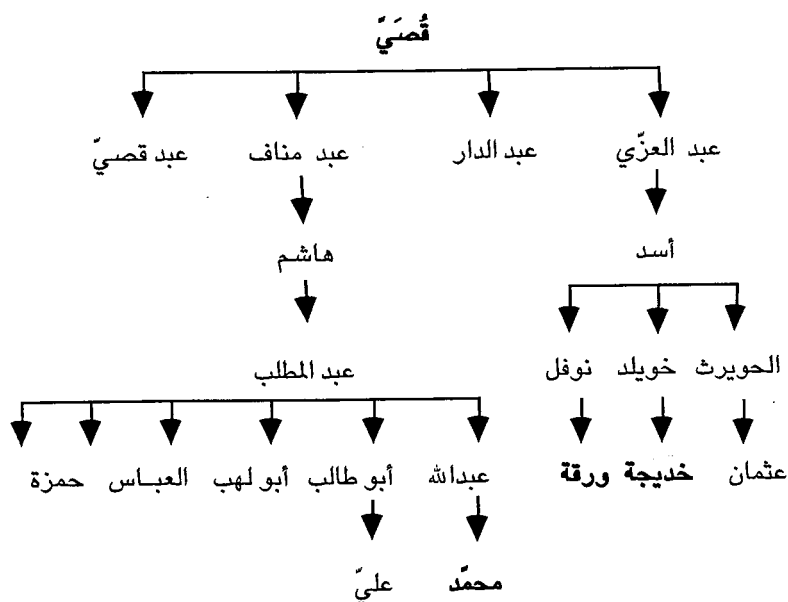 قُصَيَّ
عبد العزّي عبد الدار عبد مناف عبد قصيّ
أسد هاشم
الحويرث خويلد نوفل عبد المطلب
عثمان خديجة ورقة عبدالله أبو طالب أبو لهب العبـاس حمزة
محمّد عليّ